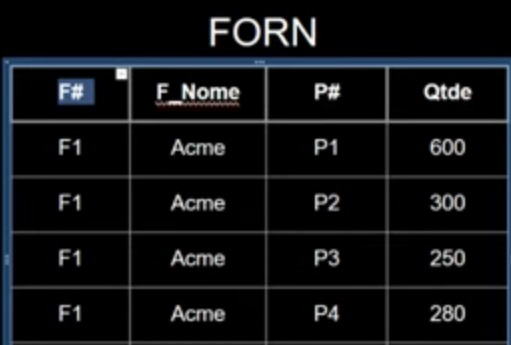 FORN
F# F_Nome P# Qtde
F1 Acme P1 600
F1 Acme P2 300
F1 Acme P3 250
F1 Acme P4 280